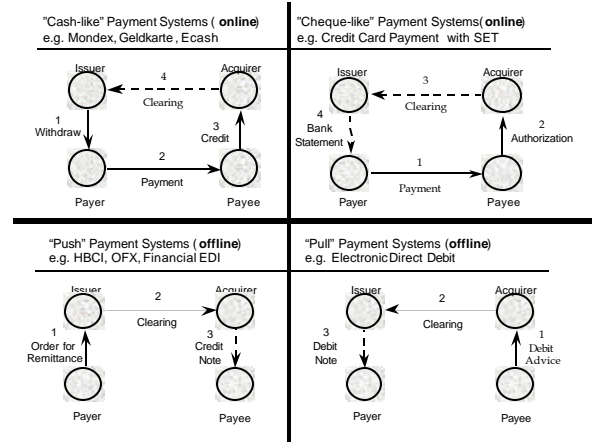 "Cash-like" Payment Systems ( online)
e.g. Mondex, Geldkarte , Ecash
Issuer
Acquirer
4
Clearing
1
Withdraw
3
Credit
2
Payment
Payer
Payee
"Cheque-like" Payment Systems(online)
e.g. Credit Card Payment with SET
Issuer
Acquirer
3
Clearing
4
Bank
Statement
2
Authorization
1
Payment
Payer
Payee
"Push" Payment Systems (offline)
e.g. HBCI, OFX, Financial EDI
Issuer
Acquirer
2
Clearing
1
Order for
Remittance
3
Credit
Note
Payer
Payee
"Pull" Payment Systems (offline)
e.g. ElectronicDirect Debit
Issuer
Acquirer
2
Clearing
3
Debit
Note
1
Debit
Advice
Payer
Payee